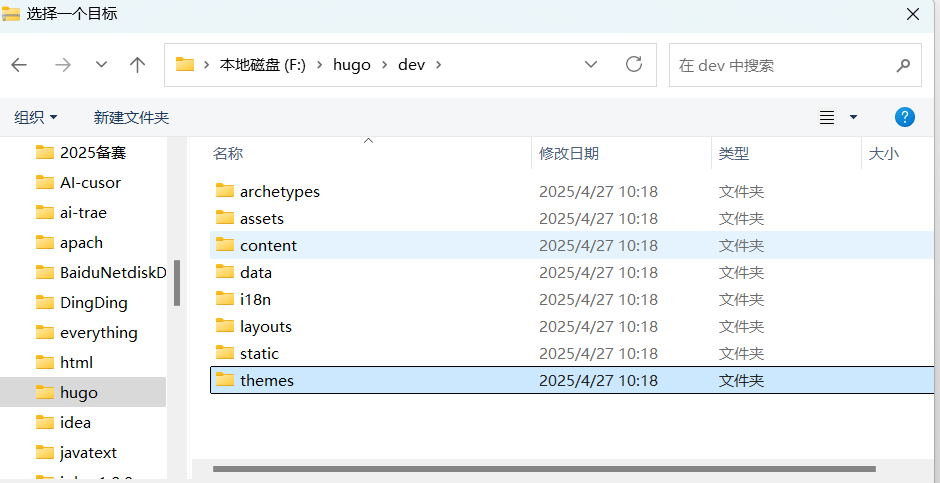 选择一个目标
本地磁盘 (F:) › hugo › dev ›
在 dev 中搜索
组织 新建文件夹
2025备赛
AI-cusor
ai-trae
apach
BaiduNetdiskD
DingDing
everything
html
hugo
idea
javatext
名称 修改日期 类型 大小
archetypes 2025/4/27 10:18 文件夹
assets 2025/4/27 10:18 文件夹
content 2025/4/27 10:18 文件夹
data 2025/4/27 10:18 文件夹
i18n 2025/4/27 10:18 文件夹
layouts 2025/4/27 10:18 文件夹
static 2025/4/27 10:18 文件夹
themes 2025/4/27 10:18 文件夹